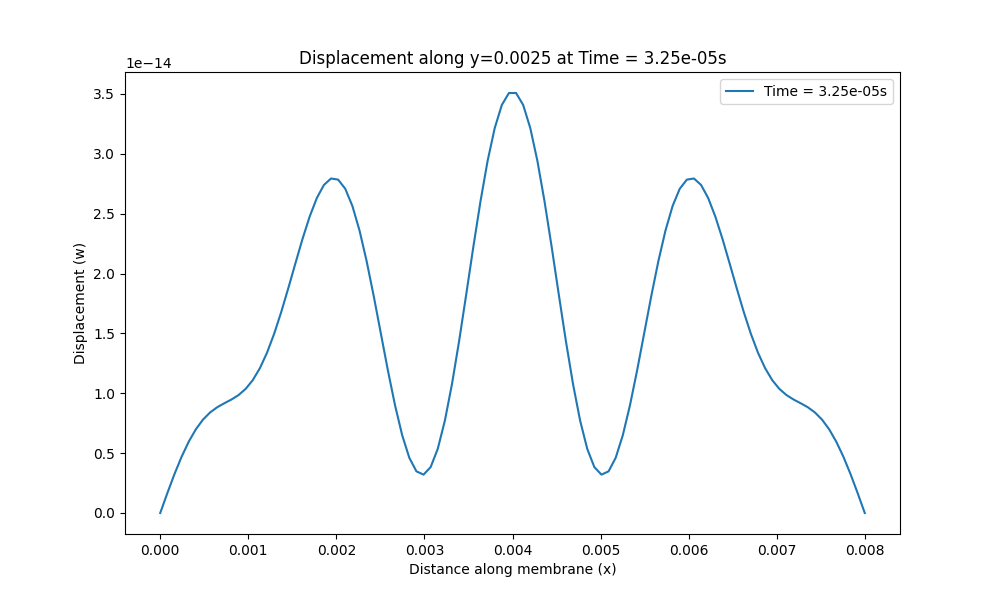 Displacement along y=0.0025 at Time = 3.25e-05s
1e−14
Time = 3.25e-05s
3.5
3.0
2.5
2.0
1.5
1.0
0.5
0.0
Displacement (w)
0.000 0.001 0.002 0.003 0.004 0.005 0.006 0.007 0.008
Distance along membrane (x)